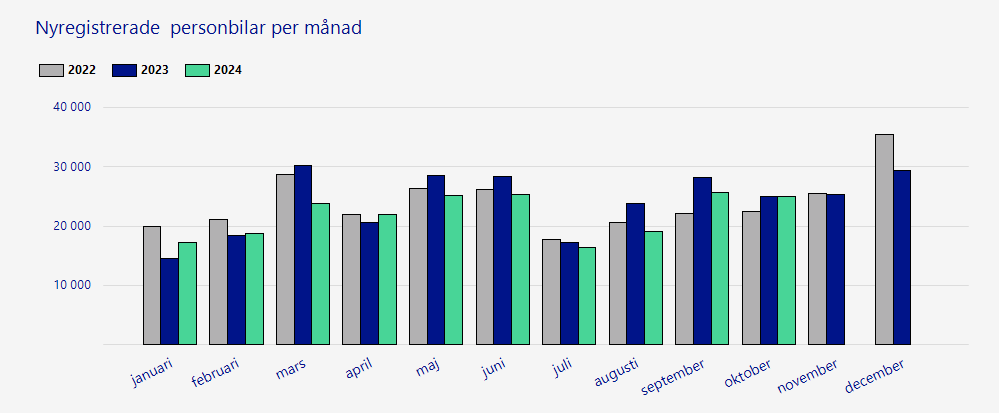 Nyregistrerade  personbilar per månad
2022 2023 2024
40 000
30 000
20 000
10 000
januari februari mars april maj juni juli augusti september oktober november december